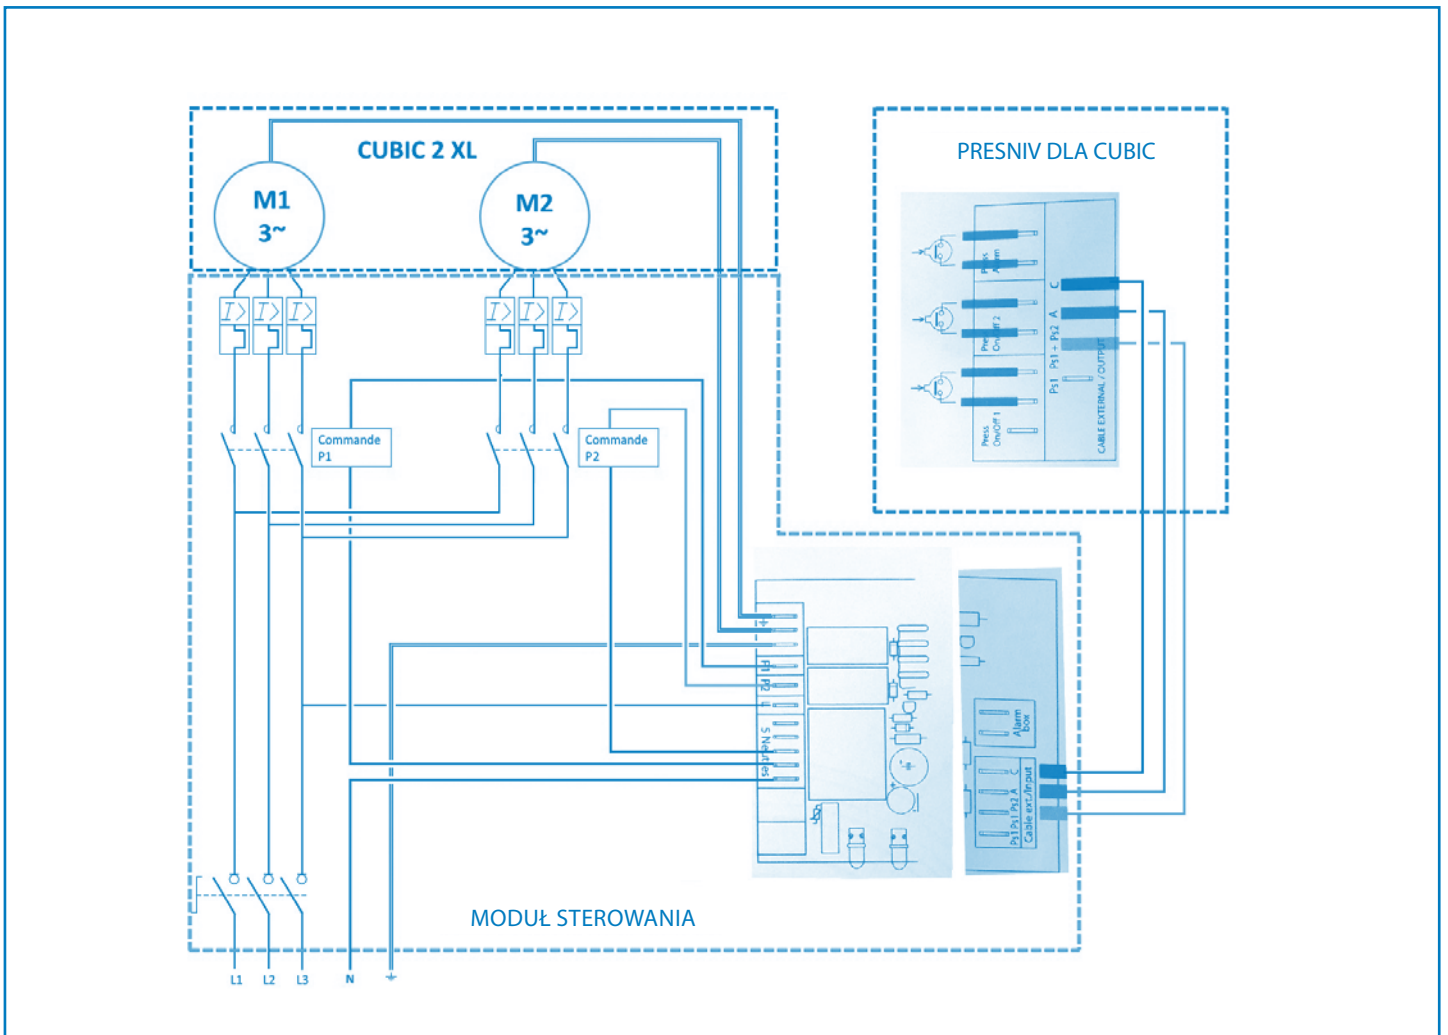 CUBIC 2 XL
PRESNIV DLA CUBIC
M1
3~
M2
3~
I>
I>
I>
I>
I>
I>
Press
Alarm
Press
On/Off 2
Press
On/Off 1
C
A
Ps1 + Ps2
Ps1
CABLE EXTERNAL / OUTPUT
Commande
P1
Commande
P2
P1
P2
L
5 Neutres
Alarm
box
C
A
Ps2
Ps1
Ps1
Cable ext./Input
MODUŁ STEROWANIA
L1
L2
L3
N